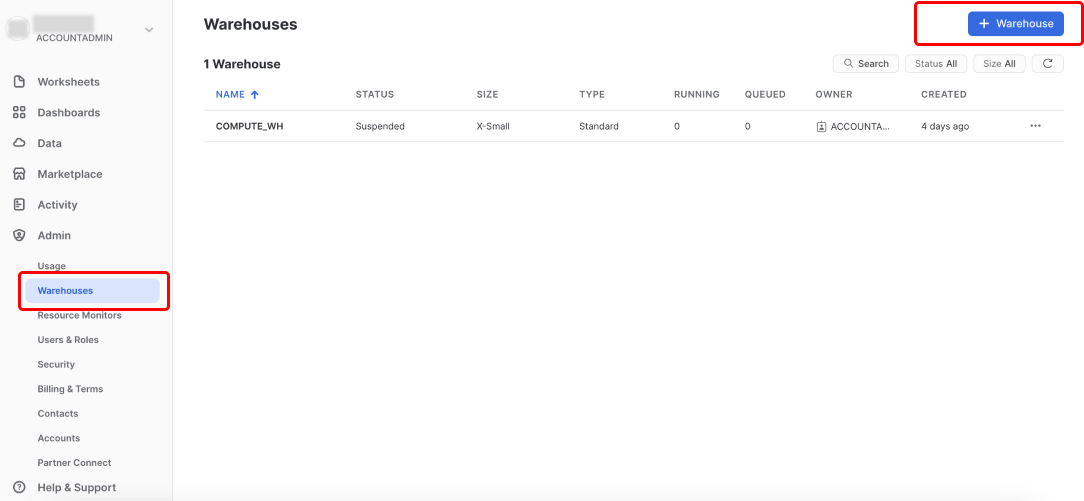 ACCOUNTADMIN
Worksheets
Dashboards
Data
Marketplace
Activity
Admin
Usage
Warehouses
Resource Monitors
Users & Roles
Security
Billing & Terms
Contacts
Accounts
Partner Connect
Help & Support
Warehouses
+ Warehouse
1 Warehouse
Search
Status All
Size All
NAME ↑ STATUS SIZE TYPE RUNNING QUEUED OWNER CREATED
COMPUTE_WH Suspended X-Small Standard 0 0 ACCOUNTA... 4 days ago ...